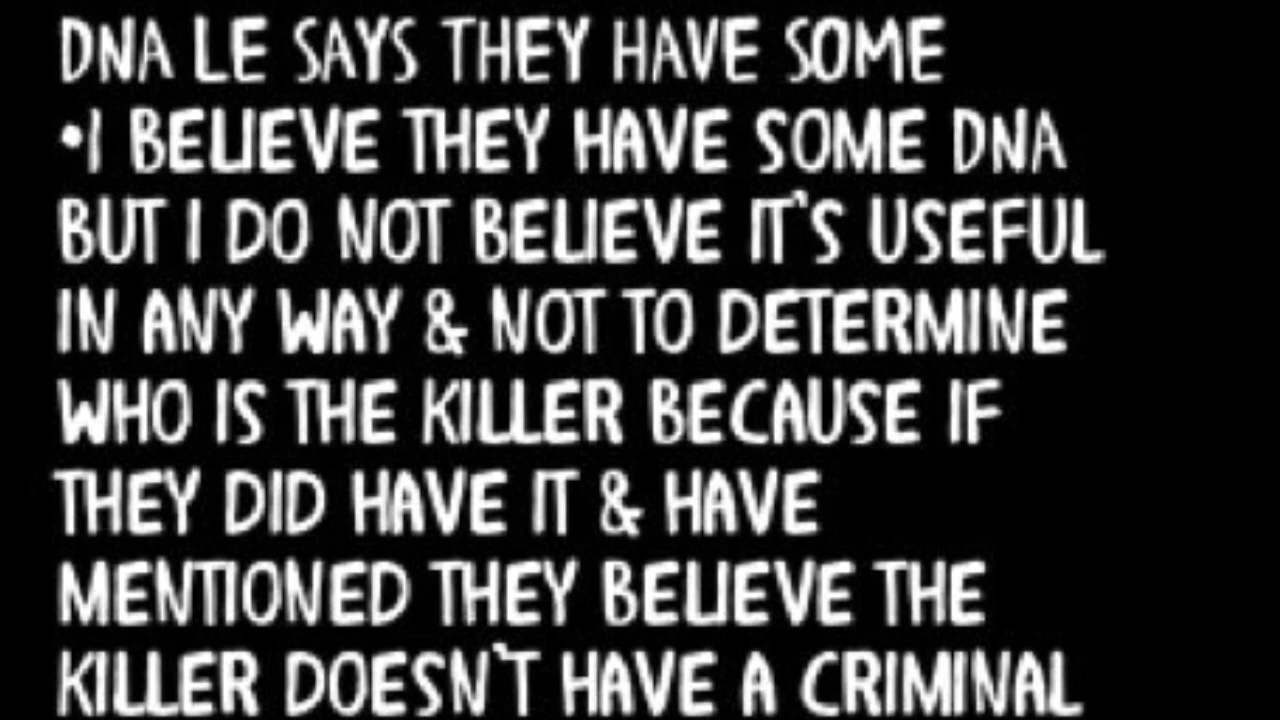 DNA LE SAYS THEY HAVE SOME
•I BELIEVE THEY HAVE SOME DNA
BUT I DO NOT BELIEVE IT'S USEFUL
IN ANY WAY & NOT TO DETERMINE
WHO IS THE KILLER BECAUSE IF
THEY DID HAVE IT & HAVE
MENTIONED THEY BELIEVE THE
KILLER DOESN'T HAVE A CRIMINAL